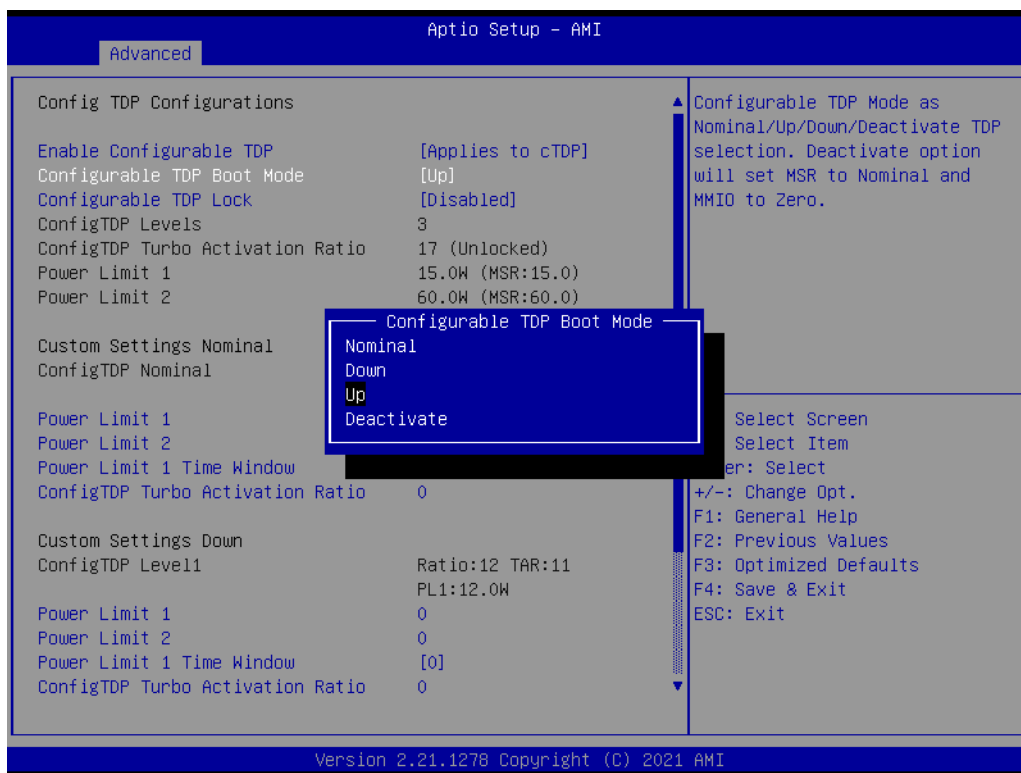 Aptio Setup – AMI
Advanced
Config TDP Configurations
Enable Configurable TDP [Applies to cTDP]
Configurable TDP Boot Mode [Up]
Configurable TDP Lock [Disabled]
ConfigTDP Levels 3
ConfigTDP Turbo Activation Ratio 17 (Unlocked)
Power Limit 1 15.0W (MSR:15.0)
Power Limit 2 60.0W (MSR:60.0)
Custom Settings Nominal
ConfigTDP Nominal
Power Limit 1
Power Limit 2
Power Limit 1 Time Window
ConfigTDP Turbo Activation Ratio 0
Custom Settings Down
ConfigTDP Level1 Ratio:12 TAR:11
PL1:12.0W
Power Limit 1 0
Power Limit 2 0
Power Limit 1 Time Window [0]
ConfigTDP Turbo Activation Ratio 0
Configurable TDP Boot Mode
Nominal
Down
Up
Deactivate
Configurable TDP Mode as
Nominal/Up/Down/Deactivate TDP
selection. Deactivate option
will set MSR to Nominal and
MMIO to Zero.
Select Screen
Select Item
er: Select
+/-: Change Opt.
F1: General Help
F2: Previous Values
F3: Optimized Defaults
F4: Save & Exit
ESC: Exit
Version 2.21.1278 Copyright (C) 2021 AMI